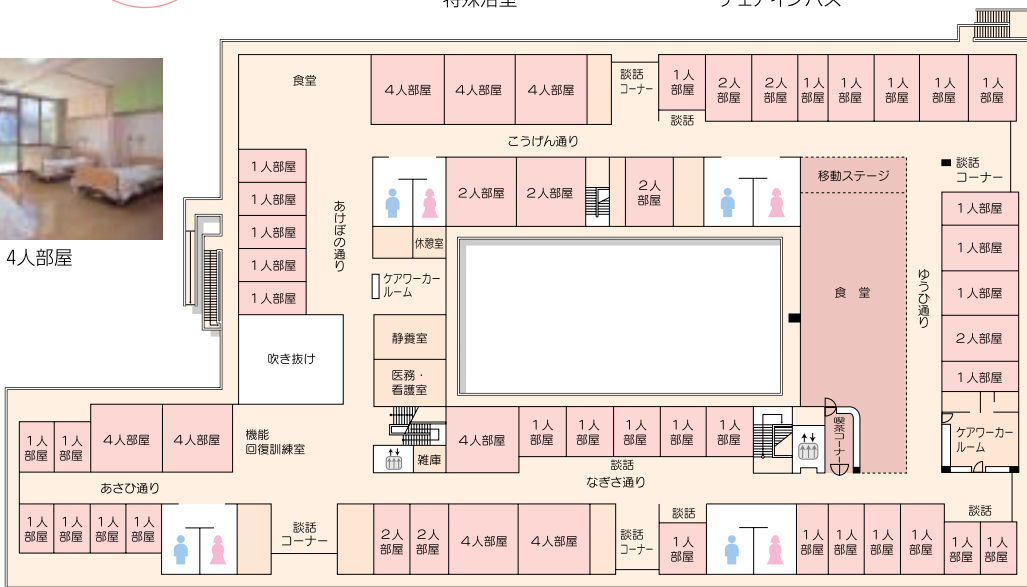 特殊浴室
チェアインバス
4人部屋
食堂
4人部屋
4人部屋
4人部屋
談話
コーナー
1人
部屋
談話
2人
部屋
2人
部屋
1人
部屋
1人
部屋
1人
部屋
1人
部屋
1人
部屋
こうげん通り
1人部屋
1人部屋
1人部屋
1人部屋
1人部屋
あけぼの通り
2人部屋
2人部屋
2人
部屋
移動ステージ
談話
コーナー
休憩室
ケアワーカー
ルーム
静養室
医務・
看護室
吹き抜け
食堂
ゆうひ通り
1人部屋
1人部屋
1人部屋
2人部屋
1人部屋
ケアワーカー
ルーム
1人
部屋
1人
部屋
4人部屋
4人部屋
機能
回復訓練室
雑庫
4人部屋
1人
部屋
1人
部屋
1人
部屋
1人
部屋
1人
部屋
喫茶コーナー
談話
なぎさ通り
あさひ通り
1人
部屋
1人
部屋
1人
部屋
1人
部屋
談話
コーナー
2人
部屋
2人
部屋
4人部屋
4人部屋
談話
コーナー
談話
1人
部屋
1人
部屋
1人
部屋
1人
部屋
1人
部屋
談話
1人
部屋
1人
部屋